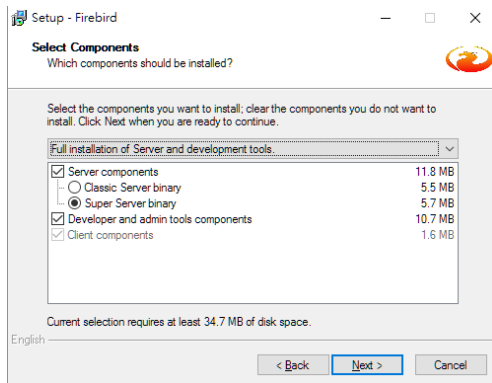 Setup - Firebird
Select Components
Which components should be installed?
Select the components you want to install; clear the components you do not want to
install. Click Next when you are ready to continue.
Full installation of Server and development tools.
Server components 11.8 MB
Classic Server binary 5.5 MB
Super Server binary 5.7 MB
Developer and admin tools components 10.7 MB
Client components 1.6 MB
Current selection requires at least 34.7 MB of disk space.
English
< Back Next > Cancel